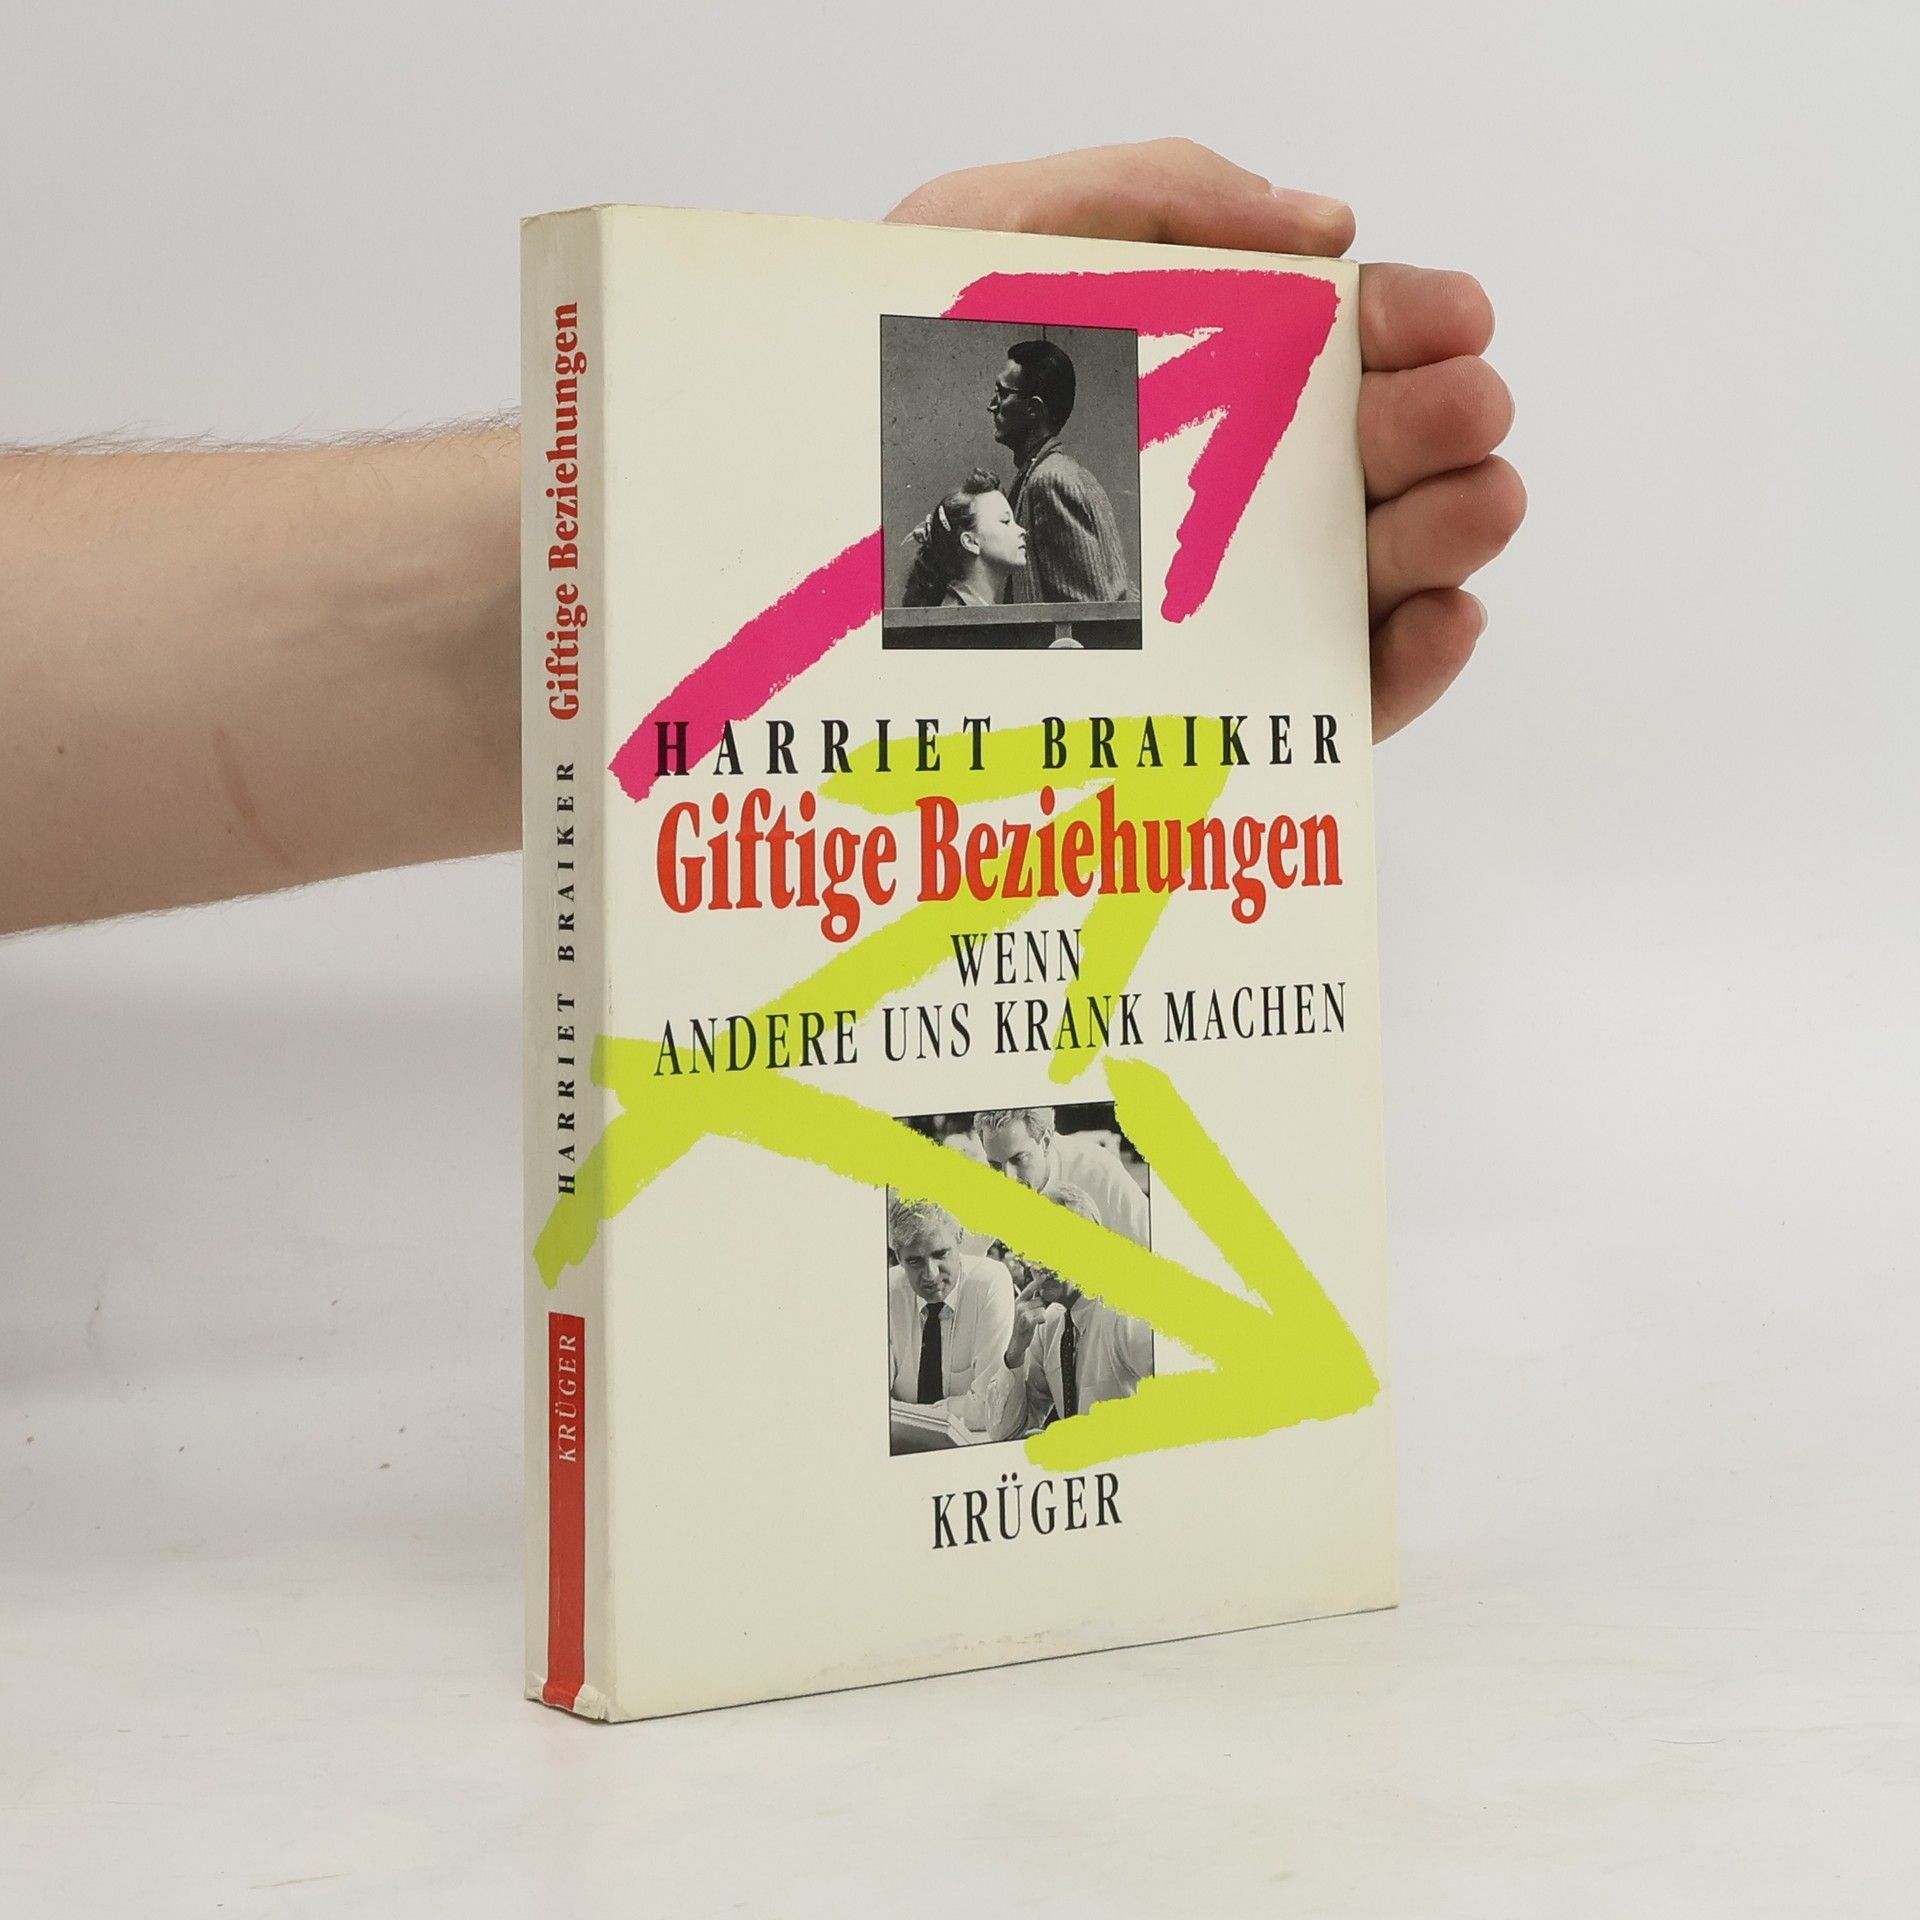 HARRIET BRAIKER Giftige Beziehungen
KRÜGER
HARRIET BRAIKER
Giftige Beziehungen
WENN
ANDERE UNS KRANK MACHEN
KRÜGER